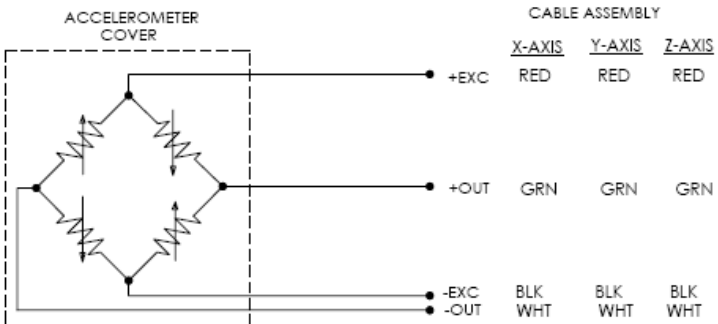 ACCELEROMETER
COVER
CABLE ASSEMBLY
X-AXIS Y-AXIS Z-AXIS
+EXC RED RED RED
+OUT GRN GRN GRN
-EXC BLK BLK BLK
-OUT WHT WHT WHT